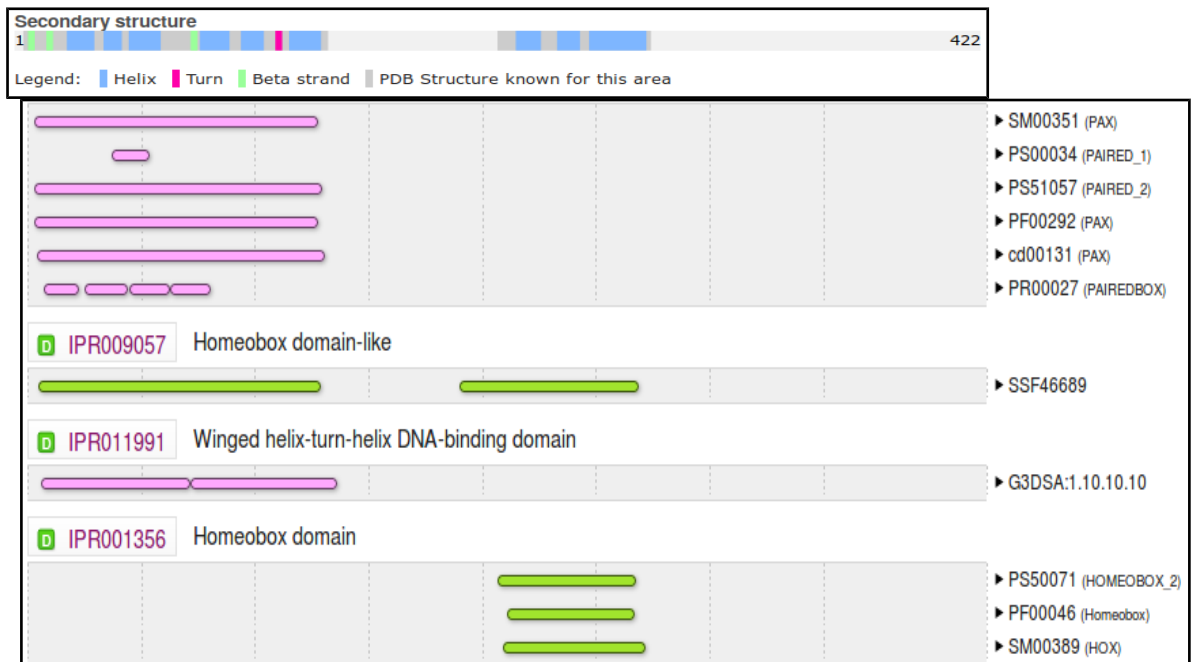 Secondary structure
1 422
Legend: Helix Turn Beta strand PDB Structure known for this area
SM00351 (PAX)
PS00034 (PAIRED_1)
PS51057 (PAIRED_2)
PF00292 (PAX)
cd00131 (PAX)
PR00027 (PAIREDBOX)
D IPR009057 Homeobox domain-like
SSF46689
D IPR011991 Winged helix-turn-helix DNA-binding domain
G3DSA:1.10.10.10
D IPR001356 Homeobox domain
PS50071 (HOMEOBOX_2)
PF00046 (Homeobox)
SM00389 (HOX)